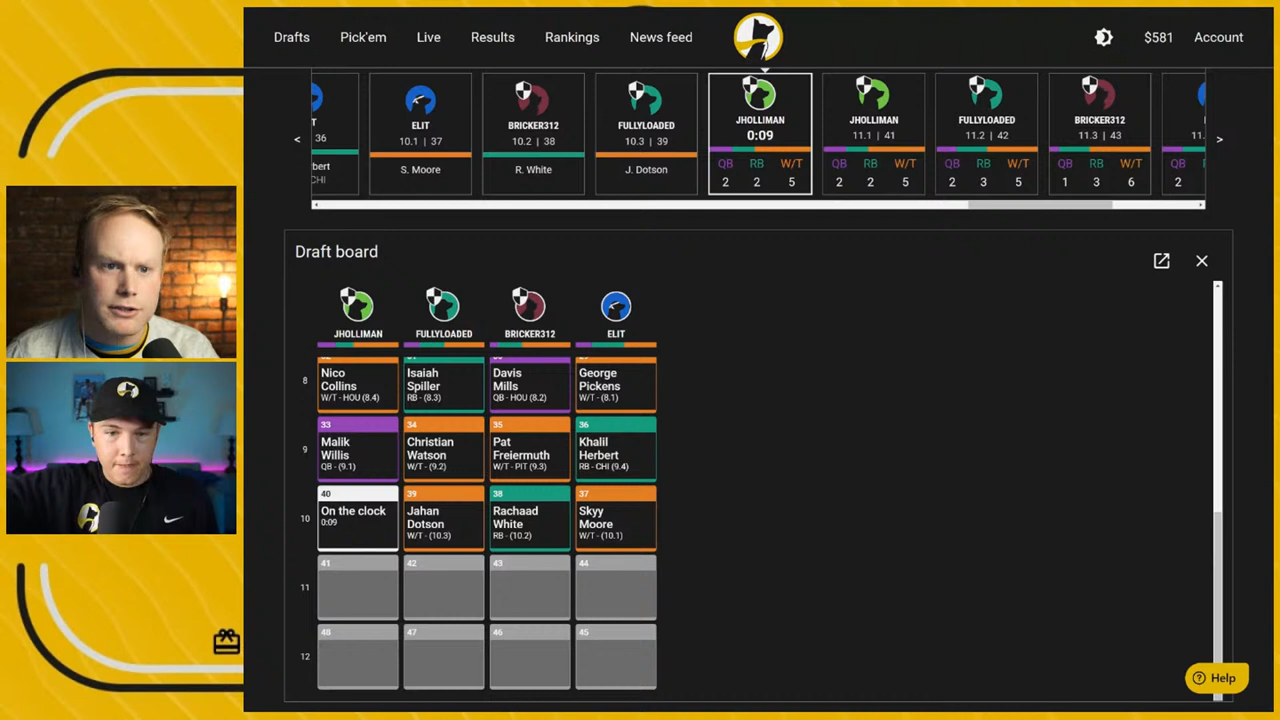 Drafts
Pick'em
Live
Results
Rankings
News feed
$581
Account
T
36
bert
CHI
ELIT
10.1 | 37
S. Moore
BRICKER312
10.2 | 38
R. White
FULLYLOADED
10.3 | 39
J. Dotson
JHOLLIMAN
0:09
QB RB W/T
2 2 5
JHOLLIMAN
11.1 | 41
QB RB W/T
2 2 5
FULLYLOADED
11.2 | 42
QB RB W/T
2 3 5
BRICKER312
11.3 | 43
QB RB W/T
1 3 6
11.
QB R
2
<
>
Draft board
JHOLLIMAN
FULLYLOADED
BRICKER312
ELIT
8
Nico
Collins
W/T - HOU (8.4)
Isaiah
Spiller
RB - (8.3)
Davis
Mills
QB - HOU (8.2)
George
Pickens
W/T - (8.1)
9
33
Malik
Willis
QB - (9.1)
34
Christian
Watson
W/T - (9.2)
35
Pat
Freiermuth
W/T - PIT (9.3)
36
Khalil
Herbert
RB - CHI (9.4)
10
40
On the clock
0:09
39
Jahan
Dotson
W/T - (10.3)
38
Rachaad
White
RB - (10.2)
37
Skyy
Moore
W/T - (10.1)
11
41
42
43
44
12
48
47
46
45
Help